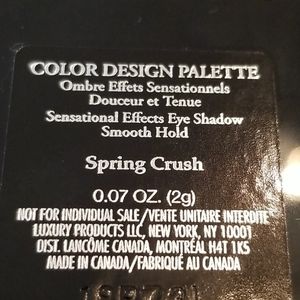 COLOR DESIGN PALETTE
Ombre Effets Sensationnels
Douceur et Tenue
Sensational Effects Eye Shadow
Smooth Hold
Spring Crush
0.07 OZ. (2g)
NOT FOR INDIVIDUAL SALE/VENTE UNITAIRE INTERDITE
LUXURY PRODUCTS LLC, NEW YORK, NY 10001
DIST. LANCÔME CANADA, MONTRÉAL H4T 1K5
MADE IN CANADA/FABRIQUÉ AU CANADA